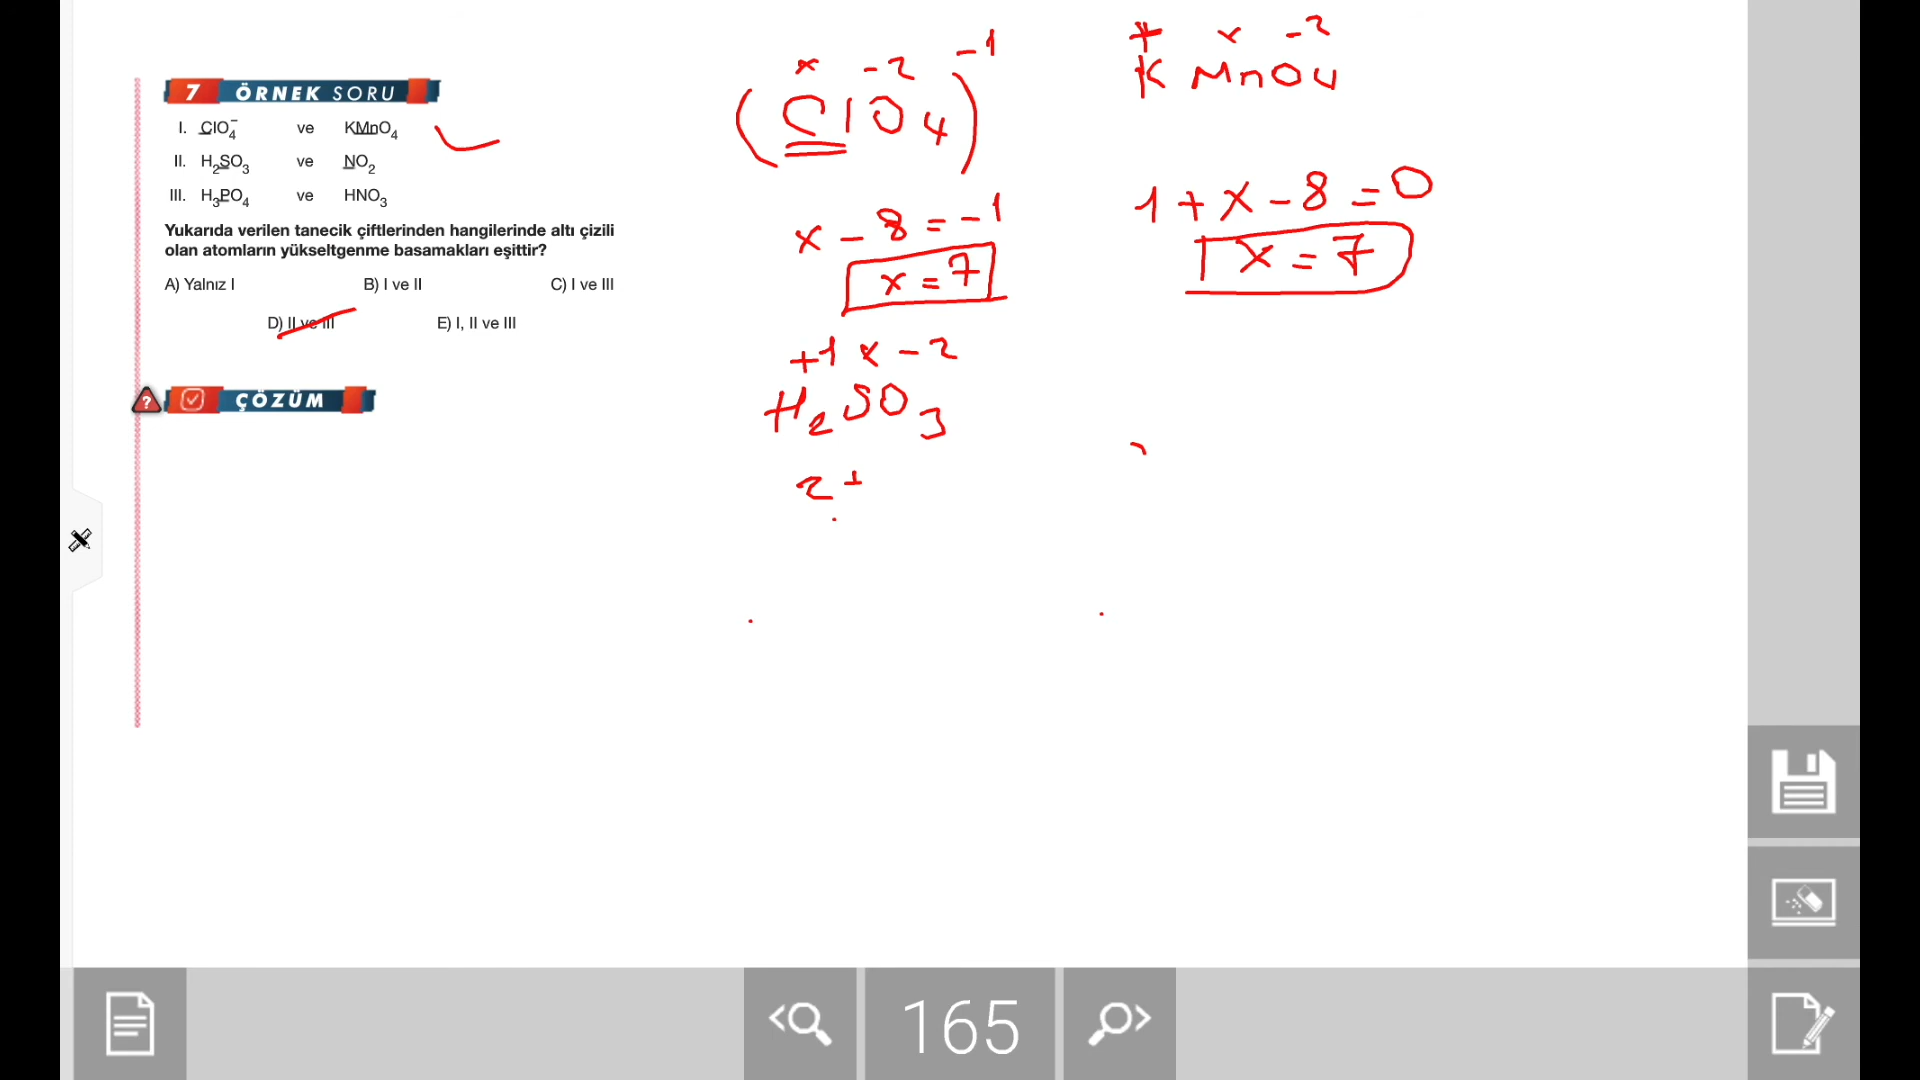 7 ÖRNEK SORU
I. ClO₄⁻ ve KMnO₄
II. H₂SO₃ ve NO₂
III. H₃PO₄ ve HNO₃
Yukarıda verilen tanecik çiftlerinden hangilerinde altı çizili
olan atomların yükseltgenme basamakları eşittir?
A) Yalnız I B) I ve II C) I ve III
D) II ve III E) I, II ve III
ÇÖZÜM
x -2 -1
(ClO4)
x - 8 = -1
x = 7
+1 x -2
H2SO3
2 +
+ x -2
KMnO4
1 + x - 8 = 0
x = 7
165